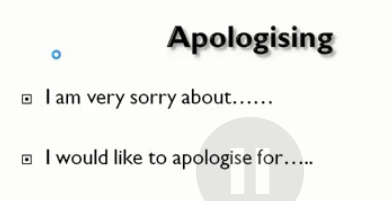 Apologising
I am very sorry about......
I would like to apologise for.....